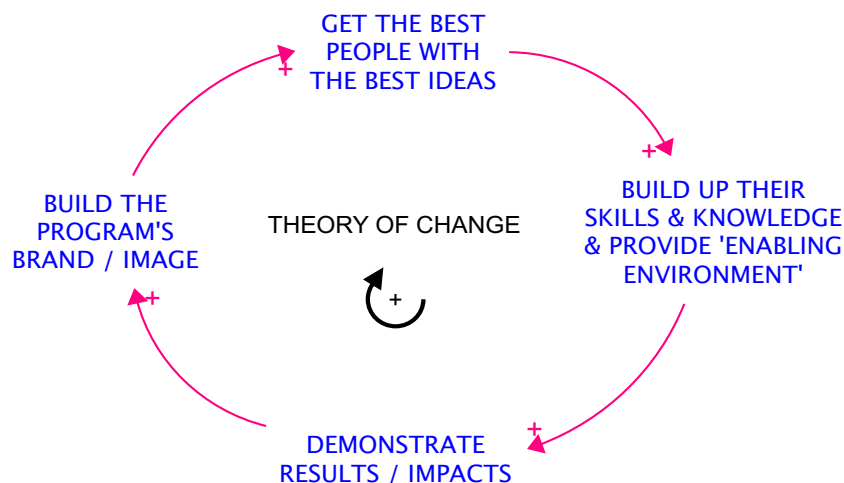 GET THE BEST
PEOPLE WITH
THE BEST IDEAS
+
+
BUILD UP THEIR
SKILLS & KNOWLEDGE
& PROVIDE 'ENABLING
ENVIRONMENT'
BUILD THE
PROGRAM'S
BRAND / IMAGE
THEORY OF CHANGE
+
+
+
DEMONSTRATE
RESULTS / IMPACTS